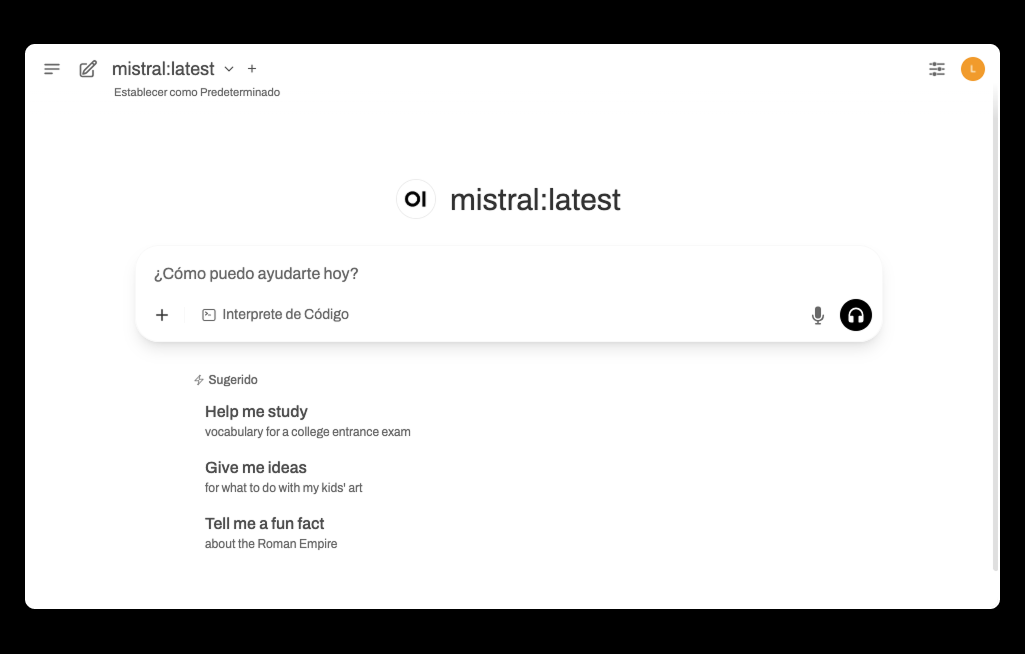 mistral:latest
Establecer como Predeterminado
L
OI mistral:latest
¿Cómo puedo ayudarte hoy?
Interprete de Código
Sugerido
Help me study
vocabulary for a college entrance exam
Give me ideas
for what to do with my kids' art
Tell me a fun fact
about the Roman Empire